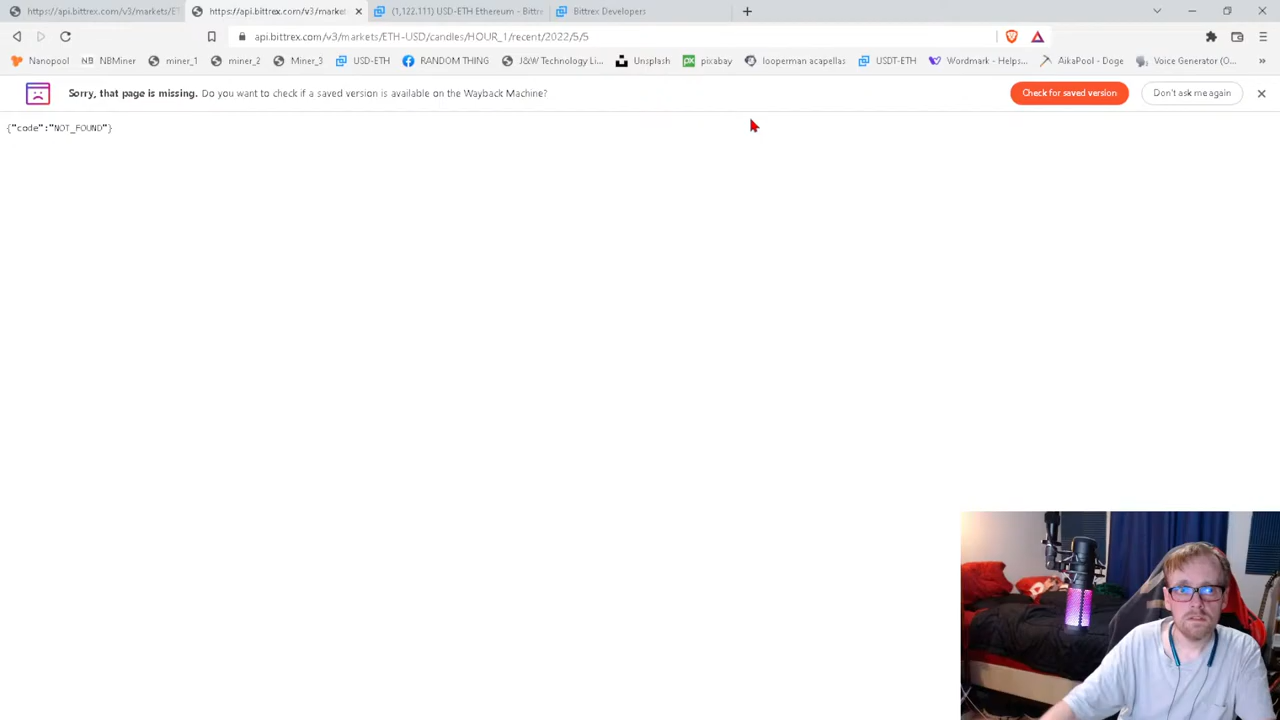 https://api.bittrex.com/v3/markets/ET
https://api.bittrex.com/v3/market
(1,122.111) USD-ETH Ethereum - Bittre
Bittrex Developers
api.bittrex.com/v3/markets/ETH-USD/candles/HOUR_1/recent/2022/5/5
Nanopool
NB NBMiner
miner_1
miner_2
Miner_3
USD-ETH
RANDOM THING
J&W Technology Li...
Unsplash
px pixabay
looperman acapellas
USDT-ETH
Wordmark - Helps...
AikaPool - Doge
Voice Generator (O...
Sorry, that page is missing. Do you want to check if a saved version is available on the Wayback Machine?
Check for saved version
Don't ask me again
{"code":"NOT_FOUND"}